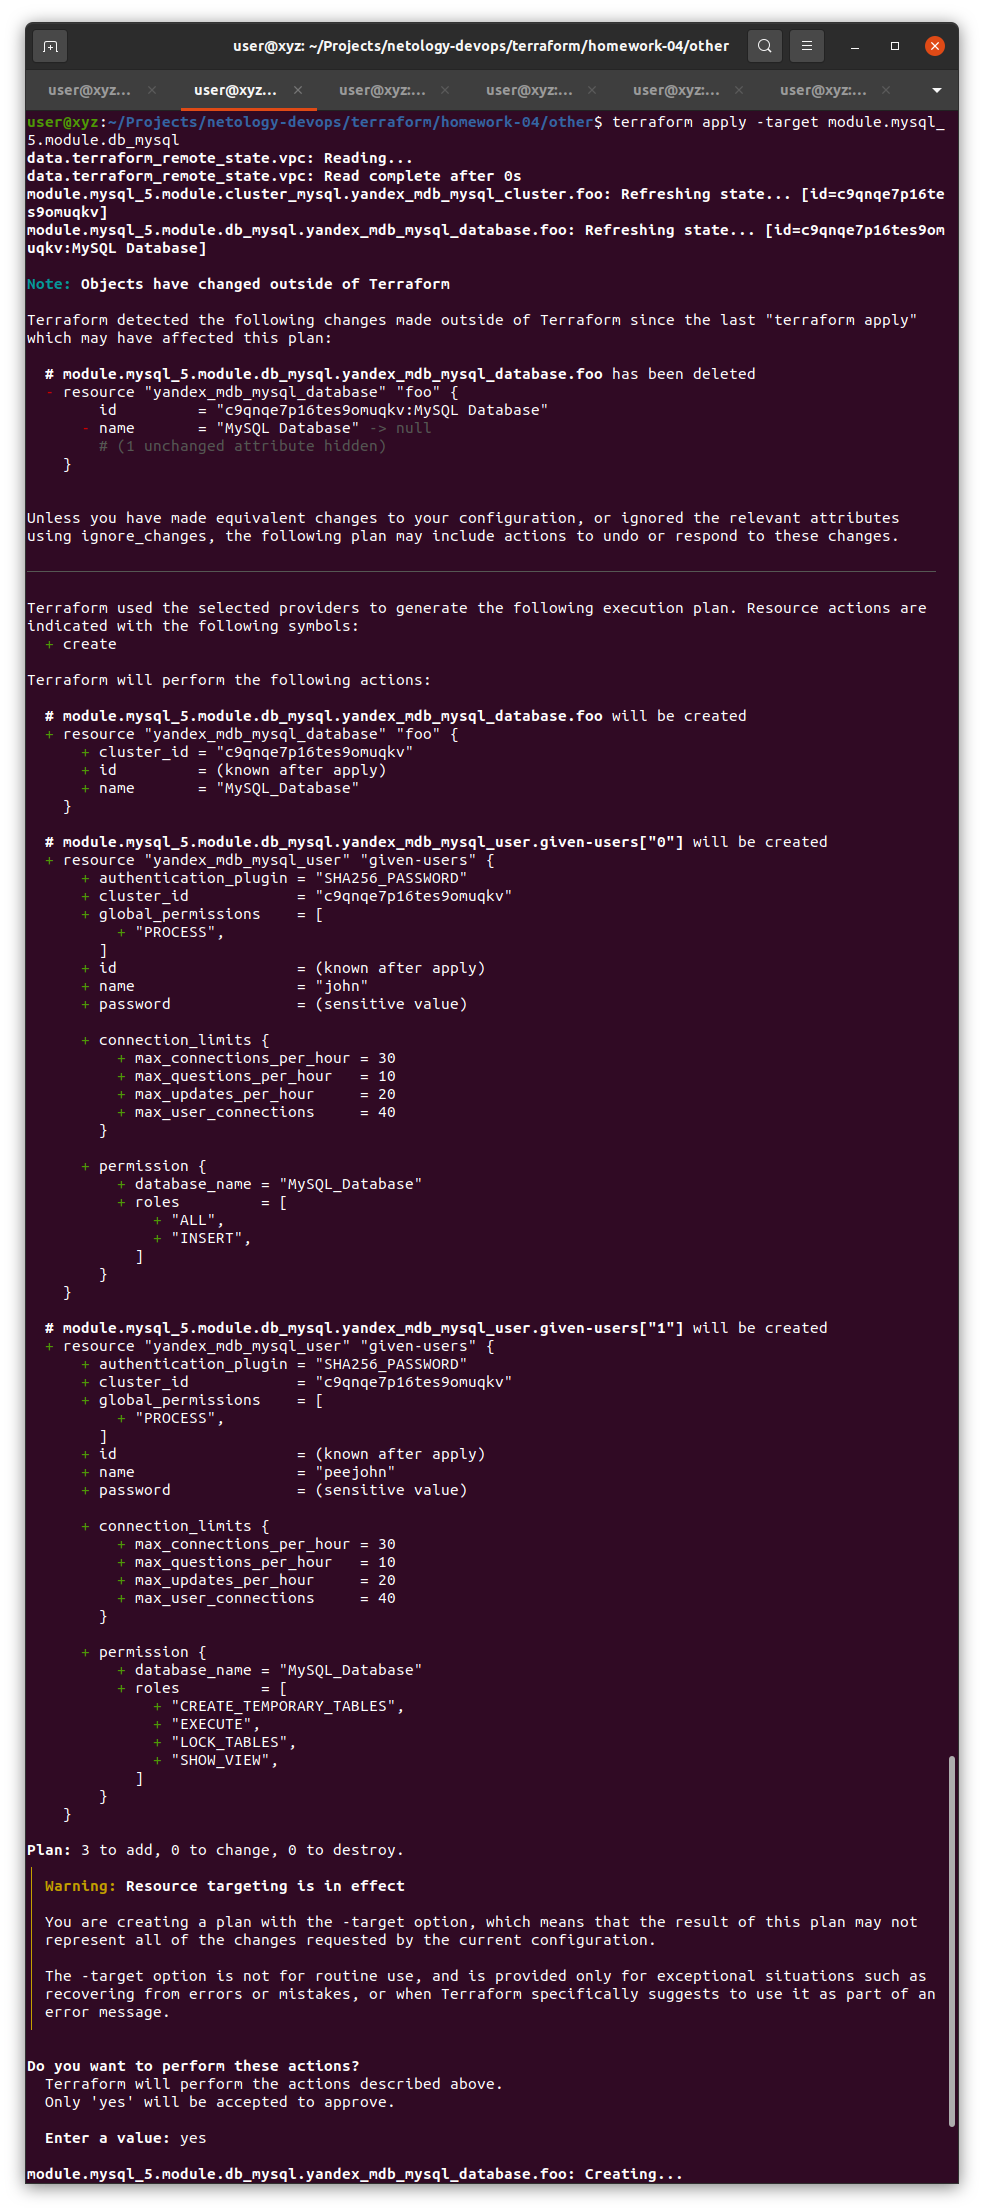 user@xyz: ~/Projects/netology-devops/terraform/homework-04/other
user@xyz... × user@xyz... × user@xyz:... × user@xyz:... × user@xyz:... × user@xyz:... ×
user@xyz:~/Projects/netology-devops/terraform/homework-04/other$ terraform apply -target module.mysql_
5.module.db_mysql
data.terraform_remote_state.vpc: Reading...
data.terraform_remote_state.vpc: Read complete after 0s
module.mysql_5.module.cluster_mysql.yandex_mdb_mysql_cluster.foo: Refreshing state... [id=c9qnqe7p16te
s9omuqkv]
module.mysql_5.module.db_mysql.yandex_mdb_mysql_database.foo: Refreshing state... [id=c9qnqe7p16tes9om
uqkv:MySQL Database]
Note: Objects have changed outside of Terraform
Terraform detected the following changes made outside of Terraform since the last "terraform apply"
which may have affected this plan:
  # module.mysql_5.module.db_mysql.yandex_mdb_mysql_database.foo has been deleted
  - resource "yandex_mdb_mysql_database" "foo" {
        id         = "c9qnqe7p16tes9omuqkv:MySQL Database"
      - name       = "MySQL Database" -> null
        # (1 unchanged attribute hidden)
    }
Unless you have made equivalent changes to your configuration, or ignored the relevant attributes
using ignore_changes, the following plan may include actions to undo or respond to these changes.
Terraform used the selected providers to generate the following execution plan. Resource actions are
indicated with the following symbols:
  + create
Terraform will perform the following actions:
  # module.mysql_5.module.db_mysql.yandex_mdb_mysql_database.foo will be created
  + resource "yandex_mdb_mysql_database" "foo" {
      + cluster_id = "c9qnqe7p16tes9omuqkv"
      + id         = (known after apply)
      + name       = "MySQL_Database"
    }
  # module.mysql_5.module.db_mysql.yandex_mdb_mysql_user.given-users["0"] will be created
  + resource "yandex_mdb_mysql_user" "given-users" {
      + authentication_plugin = "SHA256_PASSWORD"
      + cluster_id            = "c9qnqe7p16tes9omuqkv"
      + global_permissions    = [
          + "PROCESS",
        ]
      + id                    = (known after apply)
      + name                  = "john"
      + password              = (sensitive value)
      + connection_limits {
          + max_connections_per_hour = 30
          + max_questions_per_hour   = 10
          + max_updates_per_hour     = 20
          + max_user_connections     = 40
        }
      + permission {
          + database_name = "MySQL_Database"
          + roles         = [
              + "ALL",
              + "INSERT",
            ]
        }
    }
  # module.mysql_5.module.db_mysql.yandex_mdb_mysql_user.given-users["1"] will be created
  + resource "yandex_mdb_mysql_user" "given-users" {
      + authentication_plugin = "SHA256_PASSWORD"
      + cluster_id            = "c9qnqe7p16tes9omuqkv"
      + global_permissions    = [
          + "PROCESS",
        ]
      + id                    = (known after apply)
      + name                  = "peejohn"
      + password              = (sensitive value)
      + connection_limits {
          + max_connections_per_hour = 30
          + max_questions_per_hour   = 10
          + max_updates_per_hour     = 20
          + max_user_connections     = 40
        }
      + permission {
          + database_name = "MySQL_Database"
          + roles         = [
              + "CREATE_TEMPORARY_TABLES",
              + "EXECUTE",
              + "LOCK_TABLES",
              + "SHOW_VIEW",
            ]
        }
    }
Plan: 3 to add, 0 to change, 0 to destroy.
Warning: Resource targeting is in effect
You are creating a plan with the -target option, which means that the result of this plan may not
represent all of the changes requested by the current configuration.
The -target option is not for routine use, and is provided only for exceptional situations such as
recovering from errors or mistakes, or when Terraform specifically suggests to use it as part of an
error message.
Do you want to perform these actions?
  Terraform will perform the actions described above.
  Only 'yes' will be accepted to approve.
  Enter a value: yes
module.mysql_5.module.db_mysql.yandex_mdb_mysql_database.foo: Creating...